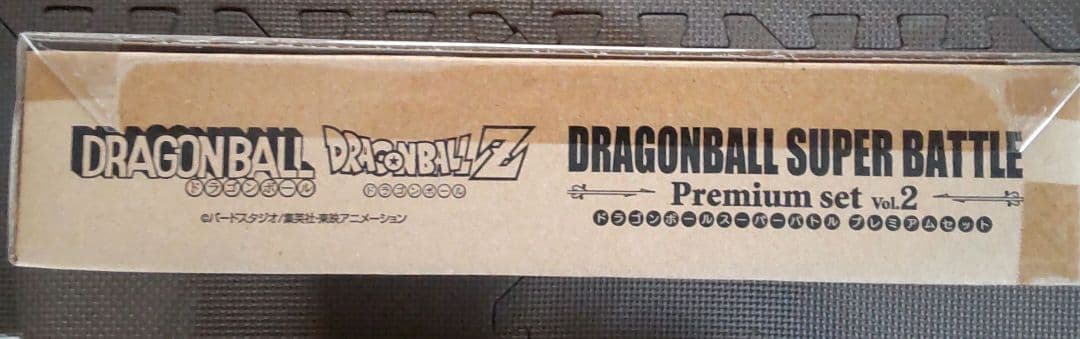 DRAGONBALL
ドラゴンボール
DRAGONBALL Z
ドラゴンボール
©バードスタジオ/集英社・東映アニメーション
DRAGONBALL SUPER BATTLE
Premium set Vol.2
ドラゴンボールスーパーバトル プレミアムセット